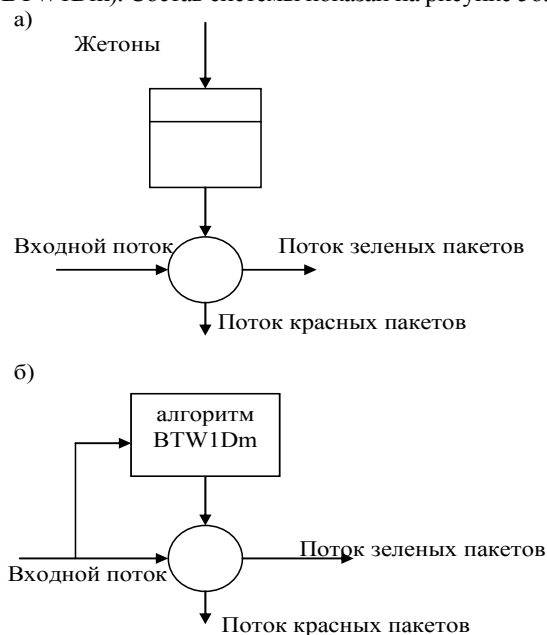 BTW1Dm). Состав системы показан на рисунке
а)
Жетоны
Входной поток
Поток зеленых пакетов
Поток красных пакетов
б)
алгоритм
BTW1Dm
Поток зеленых пакетов
Входной поток
Поток красных пакетов